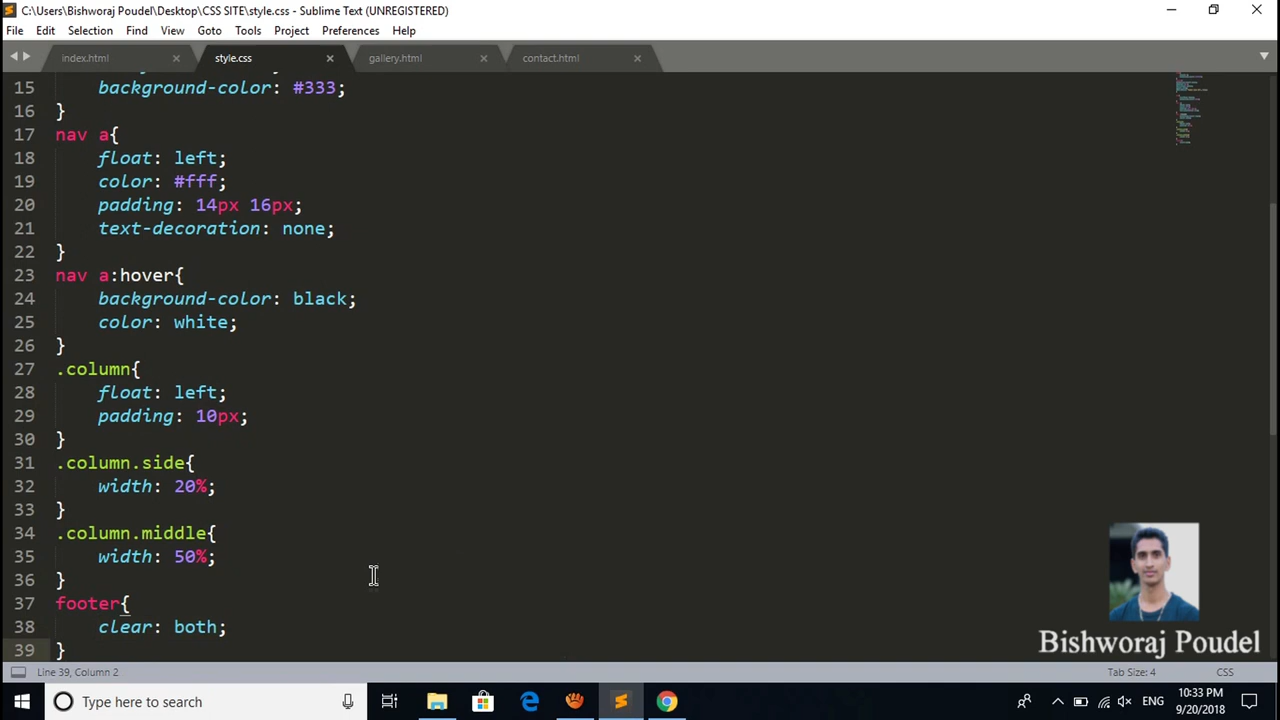 C:\Users\Bishworaj Poudel\Desktop\CSS SITE\style.css - Sublime Text (UNREGISTERED)
File Edit Selection Find View Goto Tools Project Preferences Help
index.html style.css gallery.html contact.html
15 background-color: #333;
16 }
17 nav a{
18 float: left;
19 color: #fff;
20 padding: 14px 16px;
21 text-decoration: none;
22 }
23 nav a:hover{
24 background-color: black;
25 color: white;
26 }
27 .column{
28 float: left;
29 padding: 10px;
30 }
31 .column.side{
32 width: 20%;
33 }
34 .column.middle{
35 width: 50%;
36 }
37 footer{
38 clear: both;
39 }
Bishworaj Poudel
Line 39, Column 2 Tab Size: 4 CSS
Type here to search ENG 10:33 PM
9/20/2018